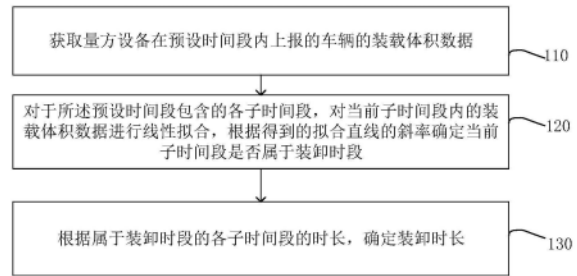 获取量方设备在预设时间段内上报的车辆的装载体积数据
110
对于所述预设时间段包含的各子时间段，对当前子时间段内的装
载体积数据进行线性拟合，根据得到的拟合直线的斜率确定当前
子时间段是否属于装卸时段
120
根据属于装卸时段的各子时间段的时长，确定装卸时长
130